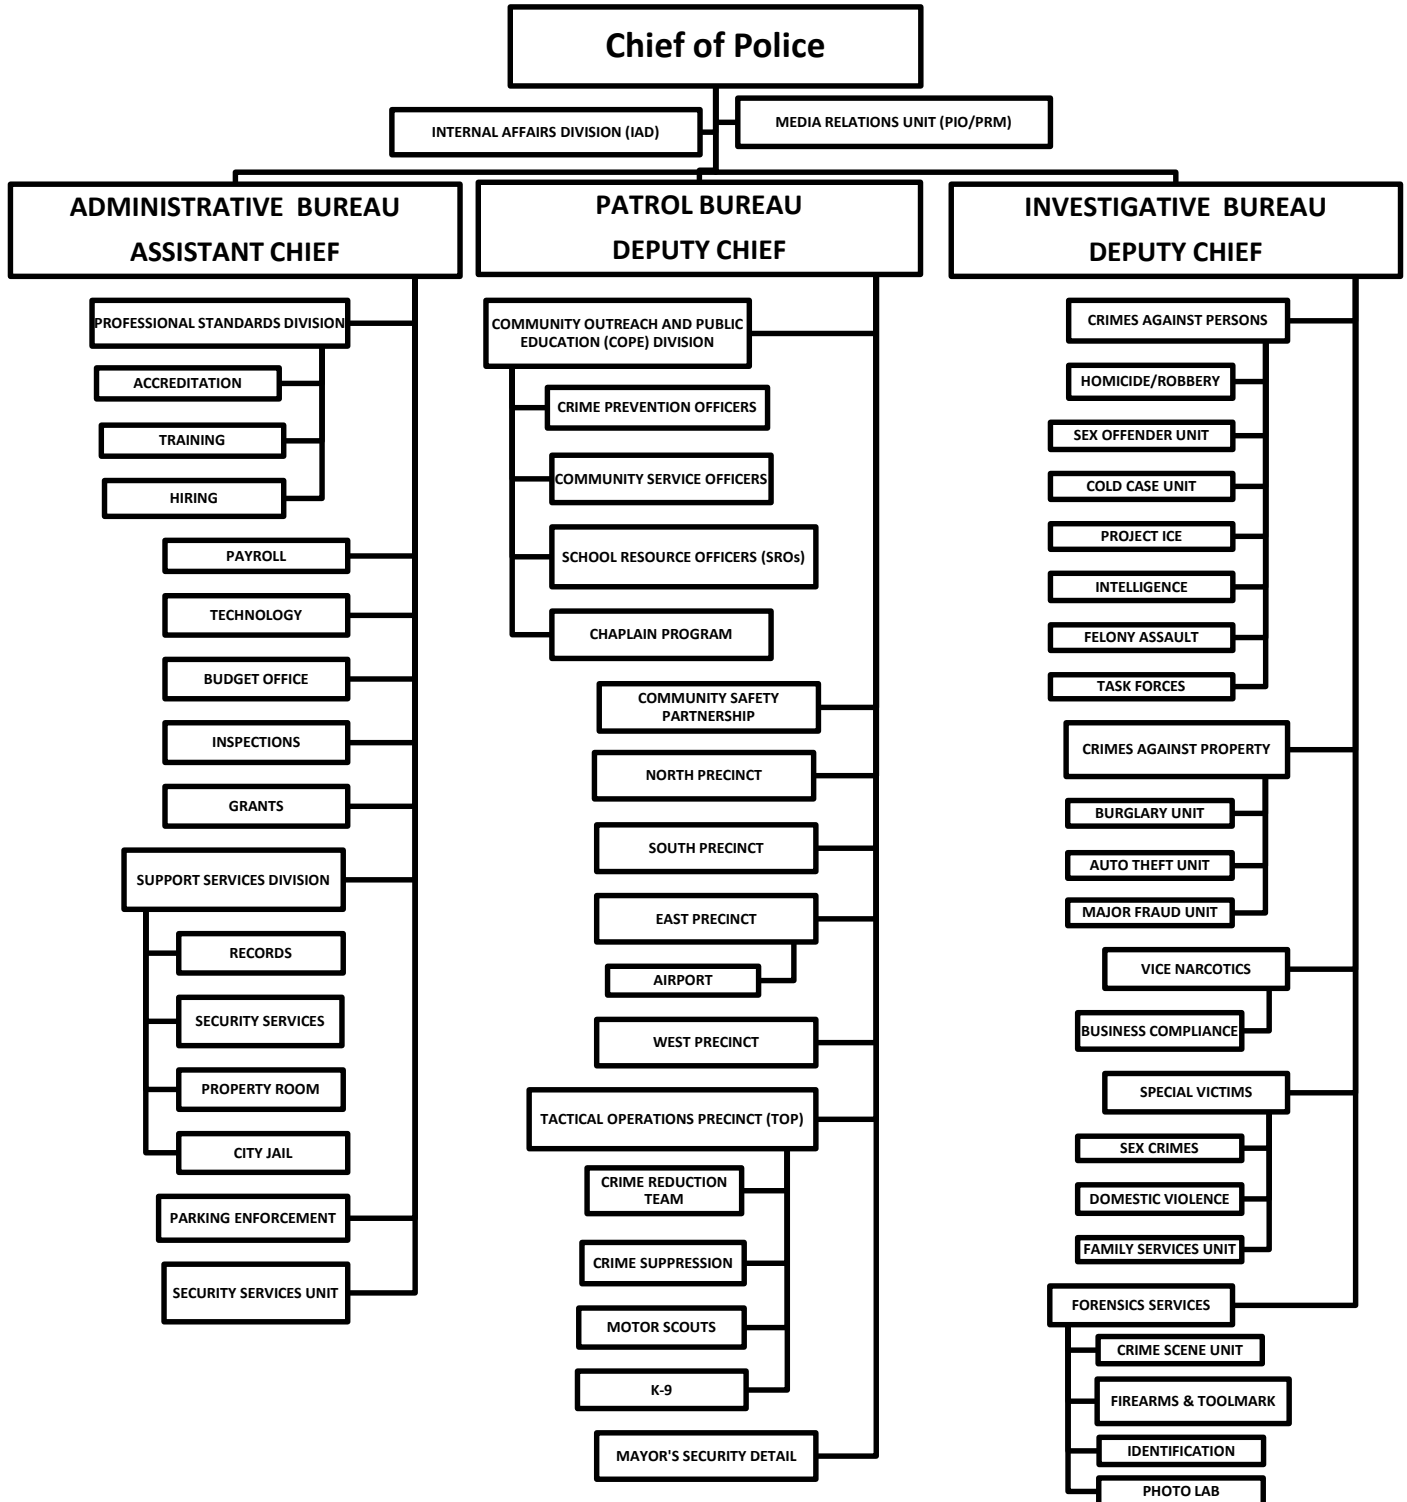 Chief of Police
INTERNAL AFFAIRS DIVISION (IAD)
MEDIA RELATIONS UNIT (PIO/PRM)
ADMINISTRATIVE BUREAU
ASSISTANT CHIEF
PROFESSIONAL STANDARDS DIVISION
ACCREDITATION
TRAINING
HIRING
PAYROLL
TECHNOLOGY
BUDGET OFFICE
INSPECTIONS
GRANTS
SUPPORT SERVICES DIVISION
RECORDS
SECURITY SERVICES
PROPERTY ROOM
CITY JAIL
PARKING ENFORCEMENT
SECURITY SERVICES UNIT
PATROL BUREAU
DEPUTY CHIEF
COMMUNITY OUTREACH AND PUBLIC
EDUCATION (COPE) DIVISION
CRIME PREVENTION OFFICERS
COMMUNITY SERVICE OFFICERS
SCHOOL RESOURCE OFFICERS (SROs)
CHAPLAIN PROGRAM
COMMUNITY SAFETY
PARTNERSHIP
NORTH PRECINCT
SOUTH PRECINCT
EAST PRECINCT
AIRPORT
WEST PRECINCT
TACTICAL OPERATIONS PRECINCT (TOP)
CRIME REDUCTION
TEAM
CRIME SUPPRESSION
MOTOR SCOUTS
K-9
MAYOR'S SECURITY DETAIL
INVESTIGATIVE BUREAU
DEPUTY CHIEF
CRIMES AGAINST PERSONS
HOMICIDE/ROBBERY
SEX OFFENDER UNIT
COLD CASE UNIT
PROJECT ICE
INTELLIGENCE
FELONY ASSAULT
TASK FORCES
CRIMES AGAINST PROPERTY
BURGLARY UNIT
AUTO THEFT UNIT
MAJOR FRAUD UNIT
VICE NARCOTICS
BUSINESS COMPLIANCE
SPECIAL VICTIMS
SEX CRIMES
DOMESTIC VIOLENCE
FAMILY SERVICES UNIT
FORENSICS SERVICES
CRIME SCENE UNIT
FIREARMS & TOOLMARK
IDENTIFICATION
PHOTO LAB